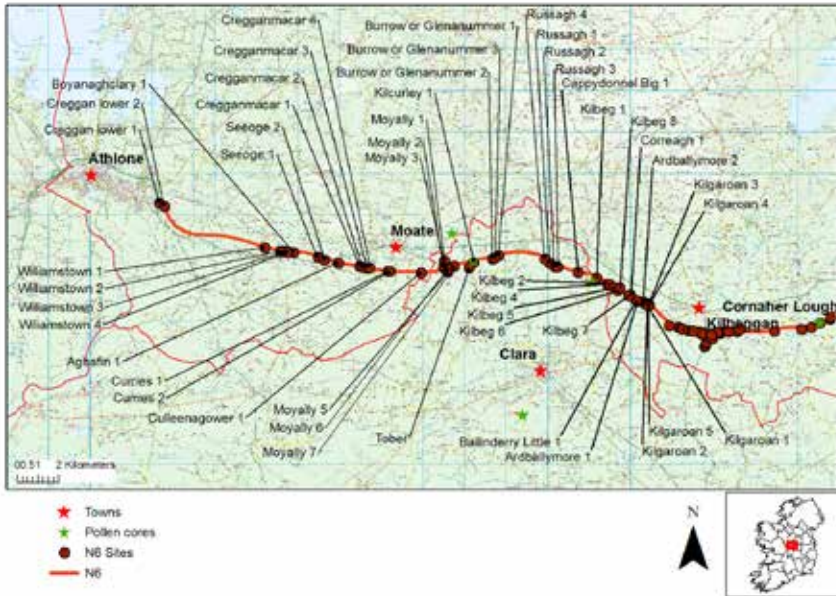 Cregganmacar 4
Cregganmacar 3
Cregganmacar 2
Cregganmacar 1
Boyanaghclary 1
Creggan lower 2
Creggan lower 1
Seeoge 2
Seeoge 1
Athlone
Burrow or Glenanummer 1
Burrow or Glenanummer 3
Burrow or Glenanummer 2
Kilcurley 1
Moyally 1
Moyally 2
Moyally 3
Moate
Russagh 4
Russagh 1
Russagh 2
Russagh 3
Cappydonnel Big 1
Kilbeg 1
Kilbeg 8
Correagh 1
Ardballymore 2
Kilgaroan 3
Kilgaroan 4
Williamstown 1
Williamstown 2
Williamstown 3
Williamstown 4
Aghafin 1
Curries 1
Curries 2
Culleenagower 1
Moyally 5
Moyally 6
Moyally 7
Tober
Clara
Kilbeg 2
Kilbeg 4
Kilbeg 5
Kilbeg 6
Kilbeg 7
Ballinderry Little 1
Ardballymore 1
Kilgaroan 5
Kilgaroan 2
Kilgaroan 1
Cornaher Lough
Kilbeggan
00.51 2 Kilometers
Towns
Pollen cores
N6 Sites
N6
N